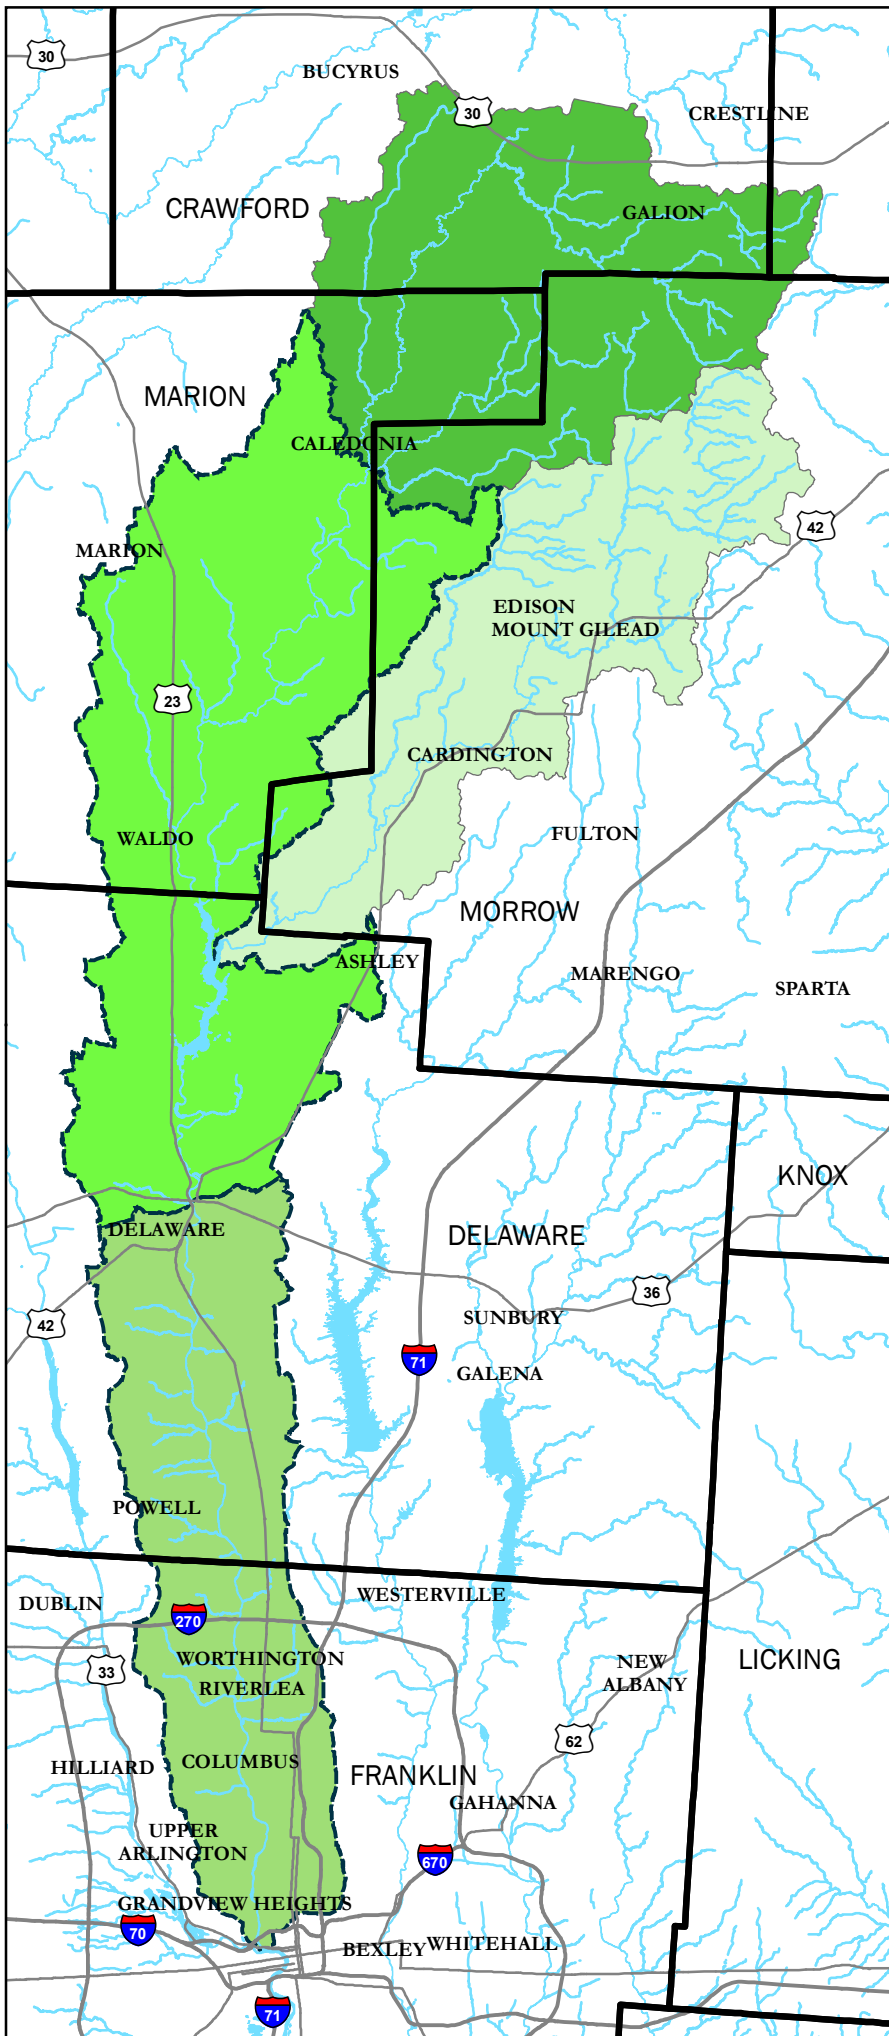 30
BUCYRUS
30
CRESTLINE
CRAWFORD
GALION
MARION
CALEDONIA
42
MARION
EDISON
MOUNT GILEAD
23
CARDINGTON
WALDO
FULTON
MORROW
ASHLEY
MARENGO
SPARTA
KNOX
DELAWARE
DELAWARE
36
42
SUNBURY
71
GALENA
POWELL
WESTERVILLE
DUBLIN
270
WORTHINGTON
33
NEW
ALBANY
LICKING
RIVERLEA
62
HILLIARD
COLUMBUS
FRANKLIN
GAHANNA
UPPER
ARLINGTON
670
GRANDVIEW HEIGHTS
70
BEXLEY
WHITEHALL
71